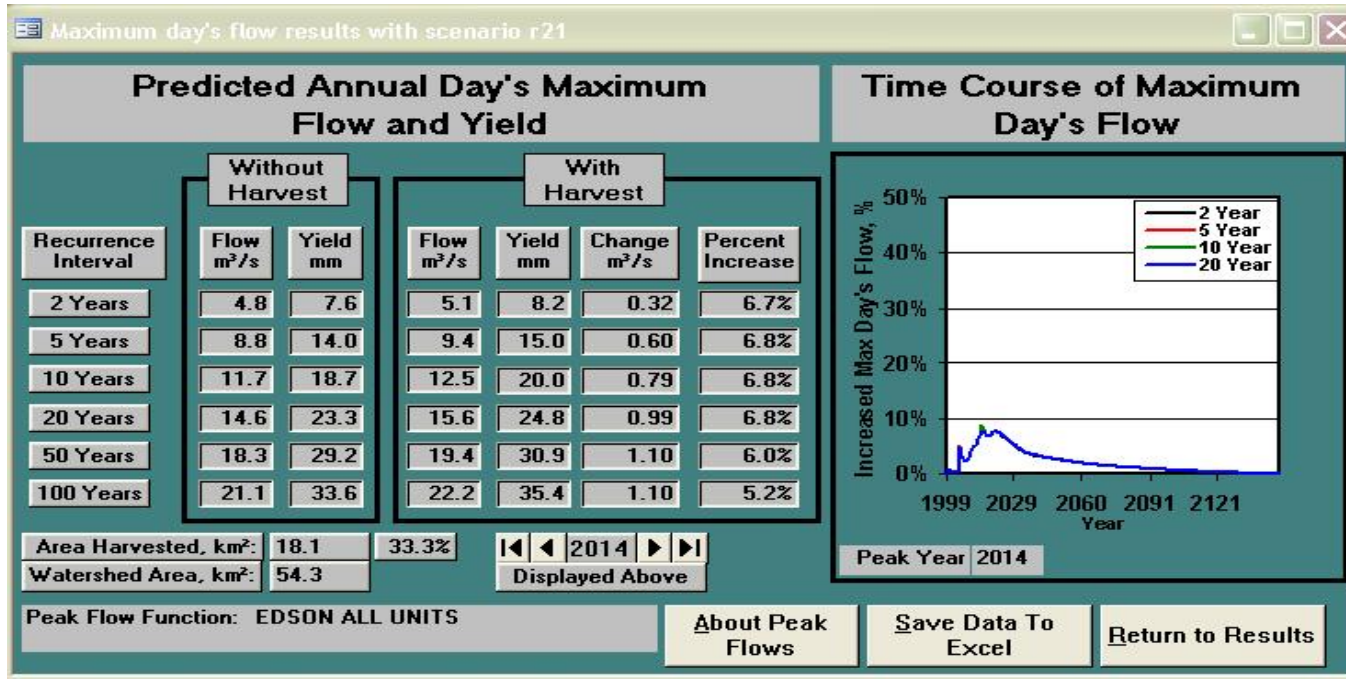 Maximum day's flow results with scenario r21
Predicted Annual Day's Maximum
Flow and Yield
Without
Harvest
With
Harvest
Recurrence
Interval
Flow
m³/s
Yield
mm
Flow
m³/s
Yield
mm
Change
m³/s
Percent
Increase
2 Years 4.8 7.6 5.1 8.2 0.32 6.7%
5 Years 8.8 14.0 9.4 15.0 0.60 6.8%
10 Years 11.7 18.7 12.5 20.0 0.79 6.8%
20 Years 14.6 23.3 15.6 24.8 0.99 6.8%
50 Years 18.3 29.2 19.4 30.9 1.10 6.0%
100 Years 21.1 33.6 22.2 35.4 1.10 5.2%
Area Harvested, km²: 18.1 33.3%
Watershed Area, km²: 54.3
2014
Displayed Above
Time Course of Maximum
Day's Flow
Increased Max Day's Flow, %
50%
40%
30%
20%
10%
0%
2 Year
5 Year
10 Year
20 Year
1999 2029 2060 2091 2121
Year
Peak Year 2014
Peak Flow Function: EDSON ALL UNITS
About Peak
Flows
Save Data To
Excel
Return to Results